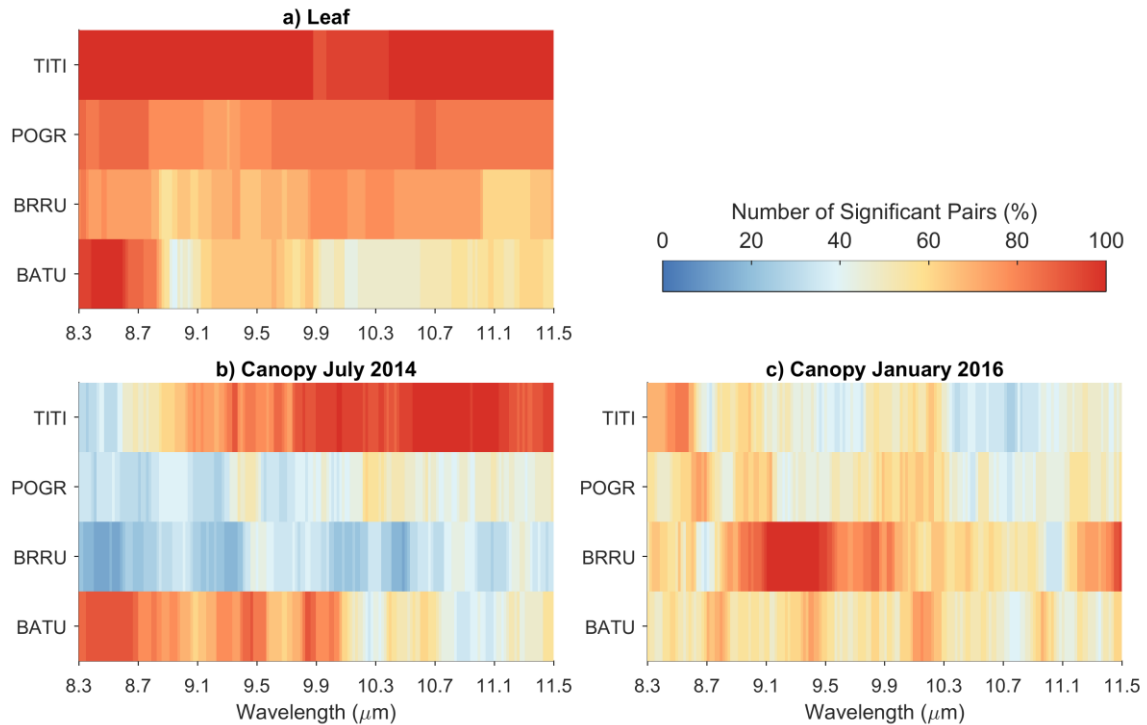 a) Leaf
TITI
POGR
BRRU
BATU
8.3 8.7 9.1 9.5 9.9 10.3 10.7 11.1 11.5
Number of Significant Pairs (%)
0 20 40 60 80 100
b) Canopy July 2014
TITI
POGR
BRRU
BATU
8.3 8.7 9.1 9.5 9.9 10.3 10.7 11.1 11.5
Wavelength (μm)
c) Canopy January 2016
TITI
POGR
BRRU
BATU
8.3 8.7 9.1 9.5 9.9 10.3 10.7 11.1 11.5
Wavelength (μm)